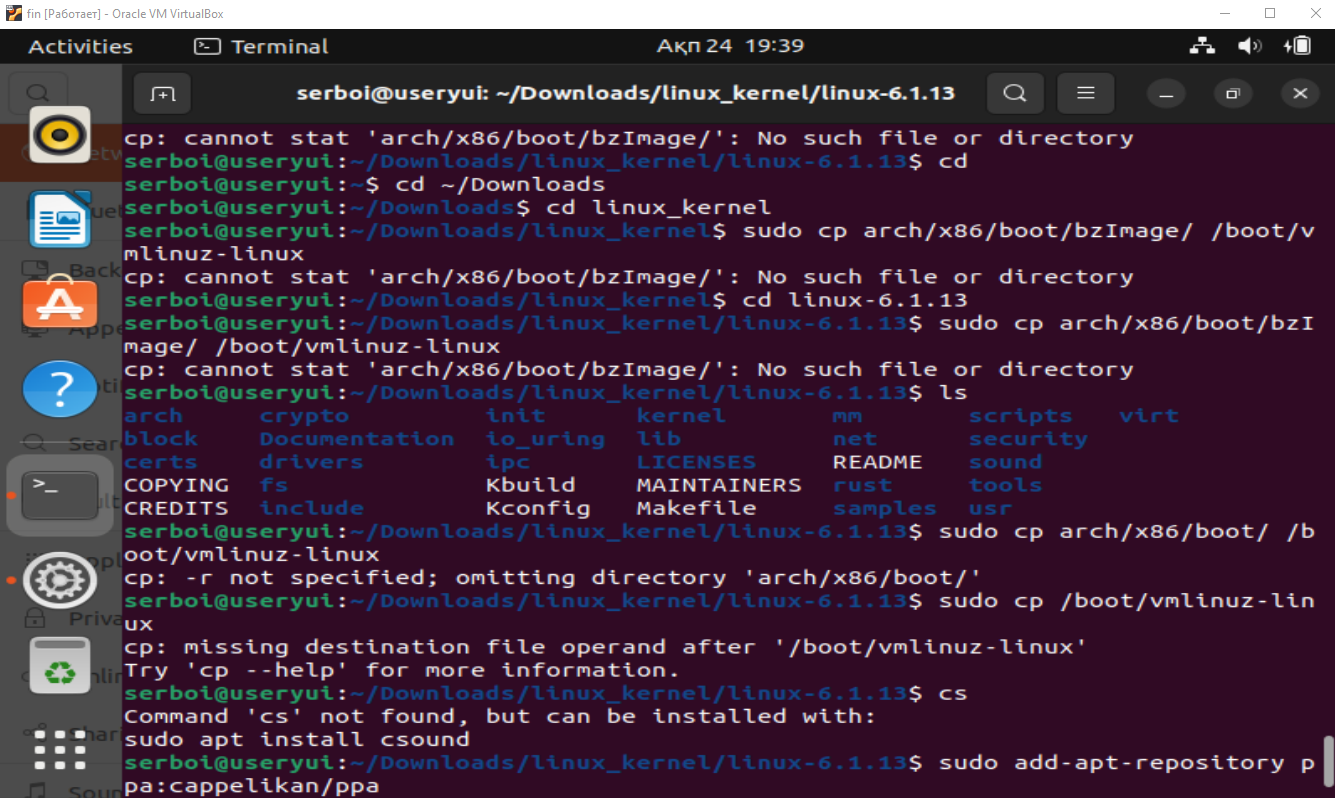 fin [Работает] - Oracle VM VirtualBox
Activities Terminal Ақп 24 19:39
serboi@useryui: ~/Downloads/linux_kernel/linux-6.1.13
cp: cannot stat 'arch/x86/boot/bzImage/': No such file or directory
serboi@useryui:~/Downloads/linux_kernel/linux-6.1.13$ cd
serboi@useryui:~$ cd ~/Downloads
serboi@useryui:~/Downloads$ cd linux_kernel
serboi@useryui:~/Downloads/linux_kernel$ sudo cp arch/x86/boot/bzImage/ /boot/v
mlinuz-linux
cp: cannot stat 'arch/x86/boot/bzImage/': No such file or directory
serboi@useryui:~/Downloads/linux_kernel$ cd linux-6.1.13
serboi@useryui:~/Downloads/linux_kernel/linux-6.1.13$ sudo cp arch/x86/boot/bzI
mage/ /boot/vmlinuz-linux
cp: cannot stat 'arch/x86/boot/bzImage/': No such file or directory
serboi@useryui:~/Downloads/linux_kernel/linux-6.1.13$ ls
arch crypto init kernel mm scripts virt
block Documentation io_uring lib net security
certs drivers ipc LICENSES README sound
COPYING fs Kbuild MAINTAINERS rust tools
CREDITS include Kconfig Makefile samples usr
serboi@useryui:~/Downloads/linux_kernel/linux-6.1.13$ sudo cp arch/x86/boot/ /b
oot/vmlinuz-linux
cp: -r not specified; omitting directory 'arch/x86/boot/'
serboi@useryui:~/Downloads/linux_kernel/linux-6.1.13$ sudo cp /boot/vmlinuz-lin
ux
cp: missing destination file operand after '/boot/vmlinuz-linux'
Try 'cp --help' for more information.
serboi@useryui:~/Downloads/linux_kernel/linux-6.1.13$ cs
Command 'cs' not found, but can be installed with:
sudo apt install csound
serboi@useryui:~/Downloads/linux_kernel/linux-6.1.13$ sudo add-apt-repository p
pa:cappelikan/ppa